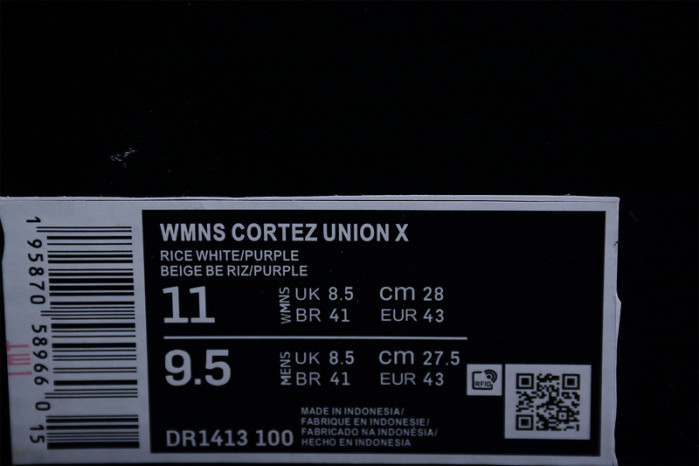 WMNS CORTEZ UNION X
RICE WHITE/PURPLE
BEIGE BE RIZ/PURPLE
11 WMNS UK 8.5 cm 28
BR 41 EUR 43
9.5 MENS UK 8.5 cm 27.5
BR 41 EUR 43
RFID
DR1413 100
MADE IN INDONESIA/
FABRIQUE EN INDONESIE/
FABRICADO NA INDONÉSIA/
HECHO EN INDONESIA
1 95870 58966 015